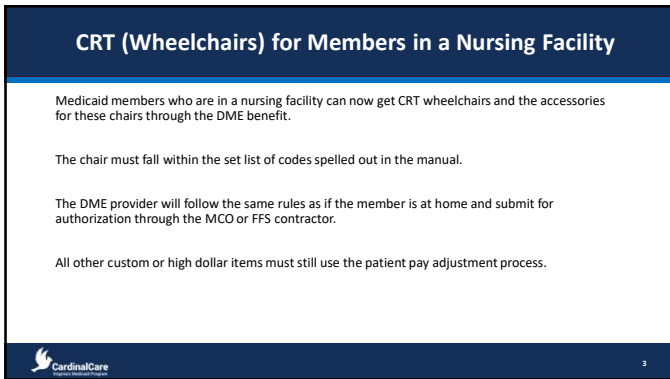 CRT (Wheelchairs) for Members in a Nursing Facility
Medicaid members who are in a nursing facility can now get CRT wheelchairs and the accessories
for these chairs through the DME benefit.
The chair must fall within the set list of codes spelled out in the manual.
The DME provider will follow the same rules as if the member is at home and submit for
authorization through the MCO or FFS contractor.
All other custom or high dollar items must still use the patient pay adjustment process.
CardinalCare
Virginia's Medicaid Program
3